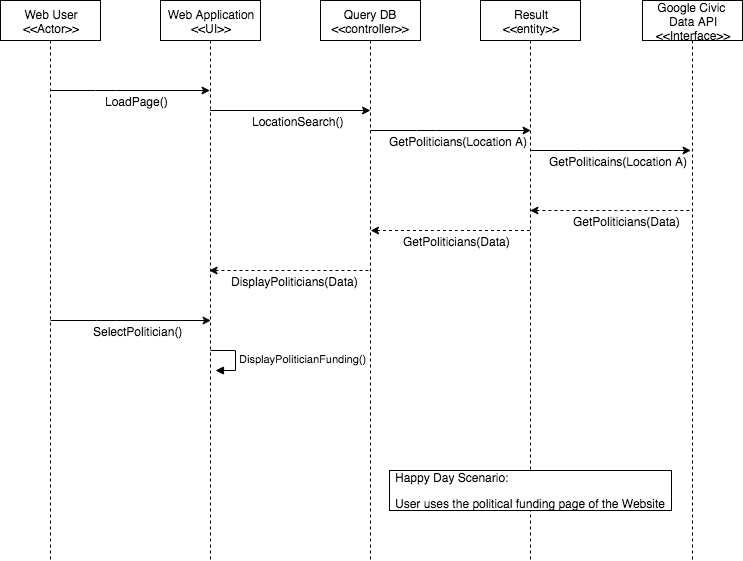 Web User
<<Actor>>
Web Application
<<UI>>
Query DB
<<controller>>
Result
<<entity>>
Google Civic
Data API
<<Interface>>
LoadPage()
LocationSearch()
GetPoliticians(Location A)
GetPoliticains(Location A)
GetPoliticians(Data)
GetPoliticians(Data)
DisplayPoliticians(Data)
SelectPolitician()
DisplayPoliticianFunding()
Happy Day Scenario:
User uses the political funding page of the Website